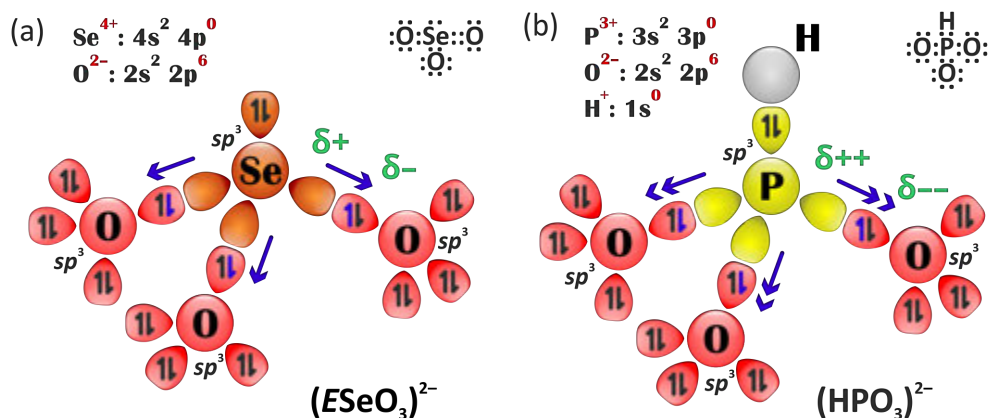 (a)
Se⁴⁺: 4s² 4p⁰
O²⁻: 2s² 2p⁶
:Ö:S̈e::Ö
:Ö:
sp³
Se
δ+
δ−
O
sp³
O
sp³
O
sp³
(ESeO₃)²⁻
(b)
P³⁺: 3s² 3p⁰
O²⁻: 2s² 2p⁶
H⁺: 1s⁰
H
:Ö:P:Ö:
:Ö:
H
sp³
P
δ++
δ--
O
sp³
O
sp³
O
sp³
(HPO₃)²⁻